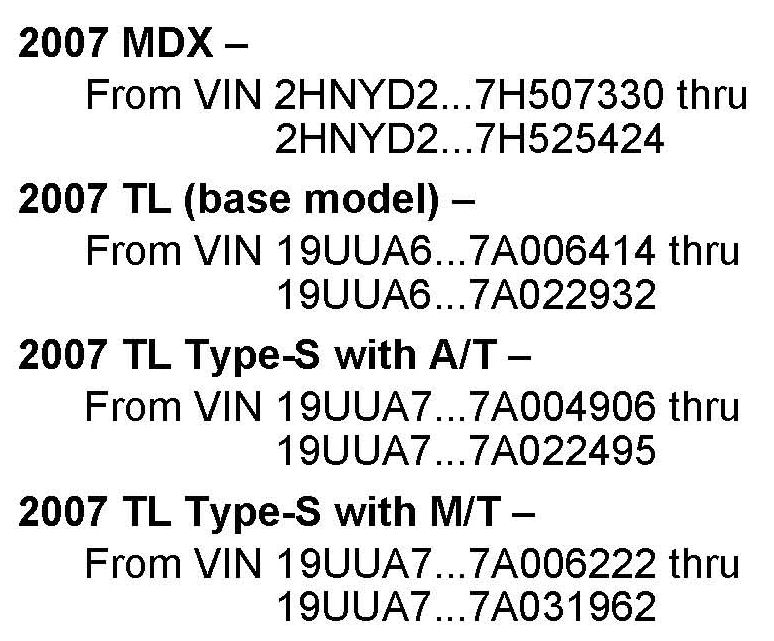 2007 MDX –
From VIN 2HNYD2...7H507330 thru
2HNYD2...7H525424
2007 TL (base model) –
From VIN 19UUA6...7A006414 thru
19UUA6...7A022932
2007 TL Type-S with A/T –
From VIN 19UUA7...7A004906 thru
19UUA7...7A022495
2007 TL Type-S with M/T –
From VIN 19UUA7...7A006222 thru
19UUA7...7A031962